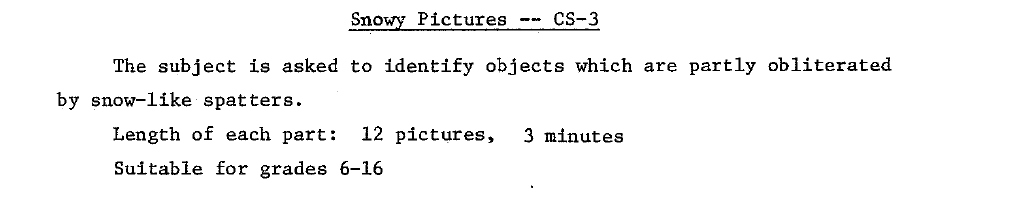 Snowy Pictures -- CS-3
The subject is asked to identify objects which are partly obliterated
by snow-like spatters.
Length of each part: 12 pictures, 3 minutes
Suitable for grades 6-16